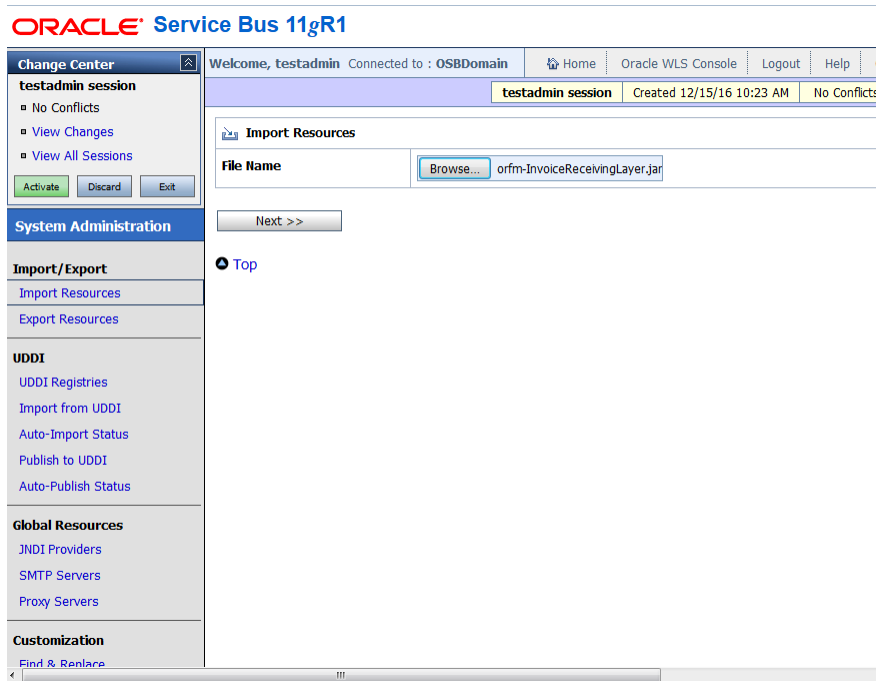 ORACLE Service Bus 11gR1
Change Center
Welcome, testadmin Connected to : OSBDomain Home Oracle WLS Console Logout Help
testadmin session
testadmin session Created 12/15/16 10:23 AM No Conflicts
No Conflicts
View Changes
View All Sessions
Activate Discard Exit
Import Resources
File Name Browse... orfm-InvoiceReceivingLayer.jar
Next >>
Top
System Administration
Import/Export
Import Resources
Export Resources
UDDI
UDDI Registries
Import from UDDI
Auto-Import Status
Publish to UDDI
Auto-Publish Status
Global Resources
JNDI Providers
SMTP Servers
Proxy Servers
Customization
Find & Replace